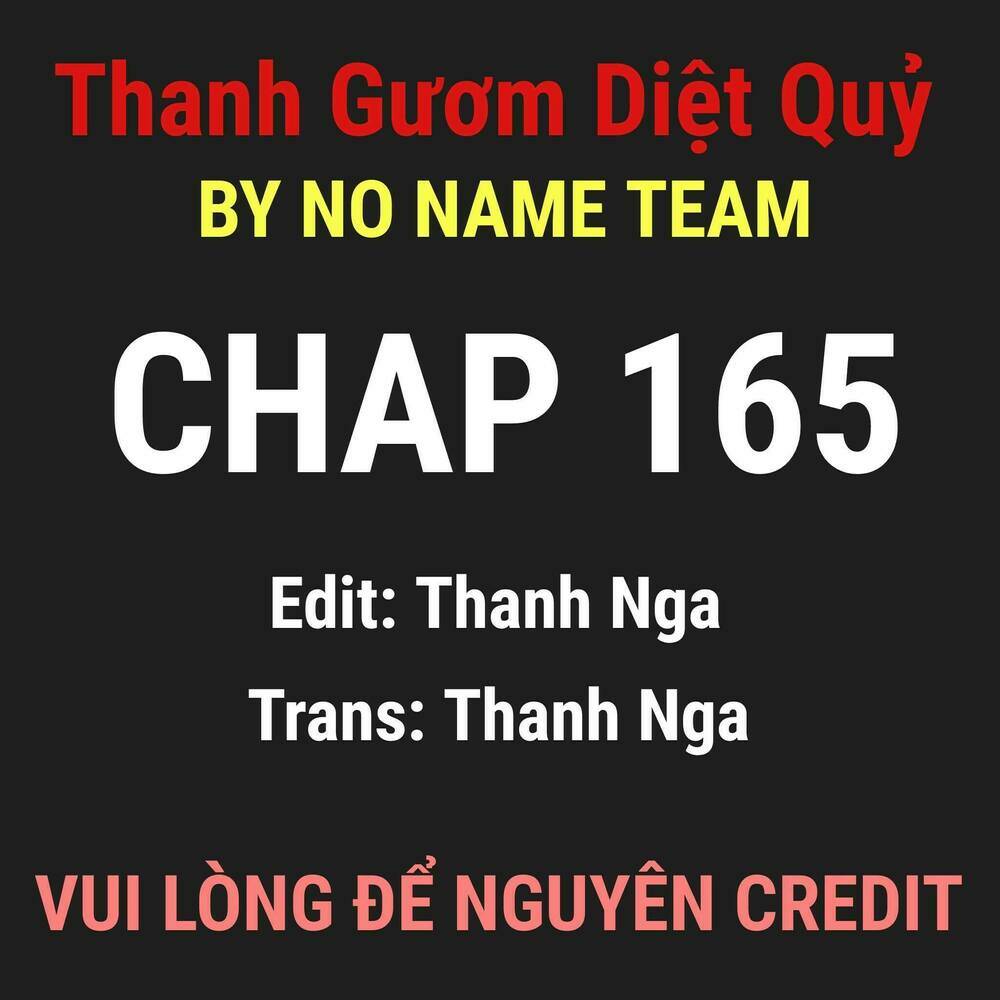 Thanh Gươm Diệt Quỷ
BY NO NAME TEAM
CHAP 165
Edit: Thanh Nga
Trans: Thanh Nga
VUI LÒNG ĐỂ NGUYÊN CREDIT